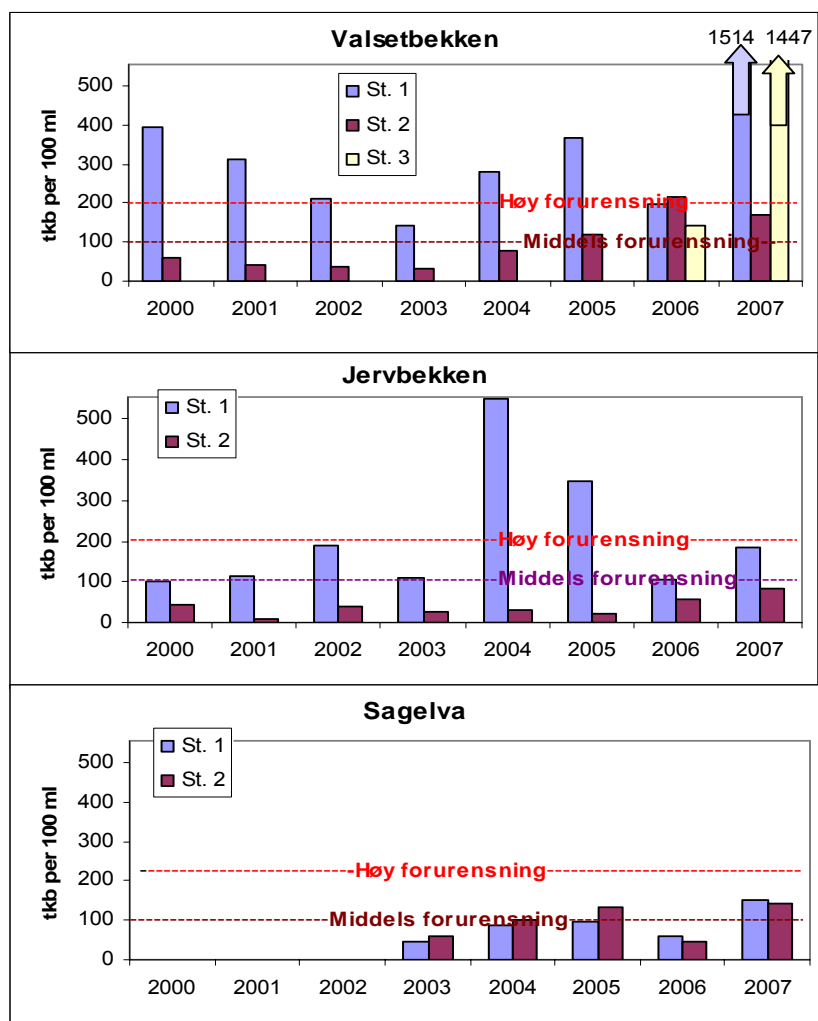 Valsetbekken
1514 1447
tkb per 100 ml
500
400
300
200
100
0
St. 1
St. 2
St. 3
Høy forurensning
Middels forurensning
2000 2001 2002 2003 2004 2005 2006 2007
Jervbekken
tkb per 100 ml
500
400
300
200
100
0
St. 1
St. 2
Høy forurensning
Middels forurensning
2000 2001 2002 2003 2004 2005 2006 2007
Sagelva
tkb per 100 ml
500
400
300
200
100
0
St. 1
St. 2
Høy forurensning
Middels forurensning
2000 2001 2002 2003 2004 2005 2006 2007